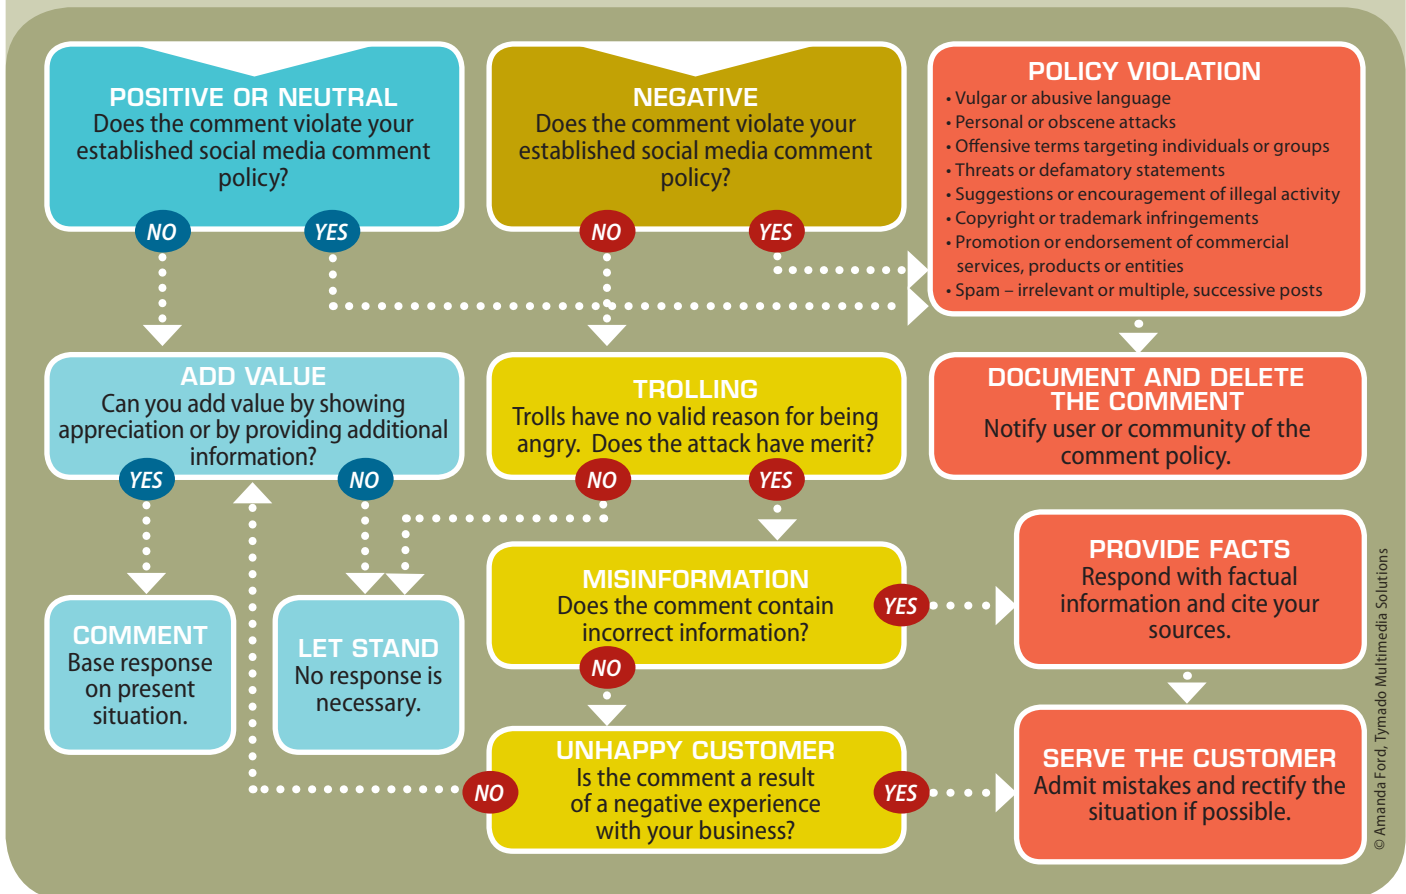 POSITIVE OR NEUTRAL
Does the comment violate your
established social media comment
policy?
NO
YES
NEGATIVE
Does the comment violate your
established social media comment
policy?
NO
YES
POLICY VIOLATION
• Vulgar or abusive language
• Personal or obscene attacks
• Offensive terms targeting individuals or groups
• Threats or defamatory statements
• Suggestions or encouragement of illegal activity
• Copyright or trademark infringements
• Promotion or endorsement of commercial
services, products or entities
• Spam – irrelevant or multiple, successive posts
ADD VALUE
Can you add value by showing
appreciation or by providing additional
information?
YES
NO
TROLLING
Trolls have no valid reason for being
angry. Does the attack have merit?
NO
YES
DOCUMENT AND DELETE
THE COMMENT
Notify user or community of the
comment policy.
COMMENT
Base response
on present
situation.
LET STAND
No response is
necessary.
MISINFORMATION
Does the comment contain
incorrect information?
YES
NO
PROVIDE FACTS
Respond with factual
information and cite your
sources.
UNHAPPY CUSTOMER
Is the comment a result
of a negative experience
with your business?
NO
YES
SERVE THE CUSTOMER
Admit mistakes and rectify the
situation if possible.
© Amanda Ford, Tymado Multimedia Solutions